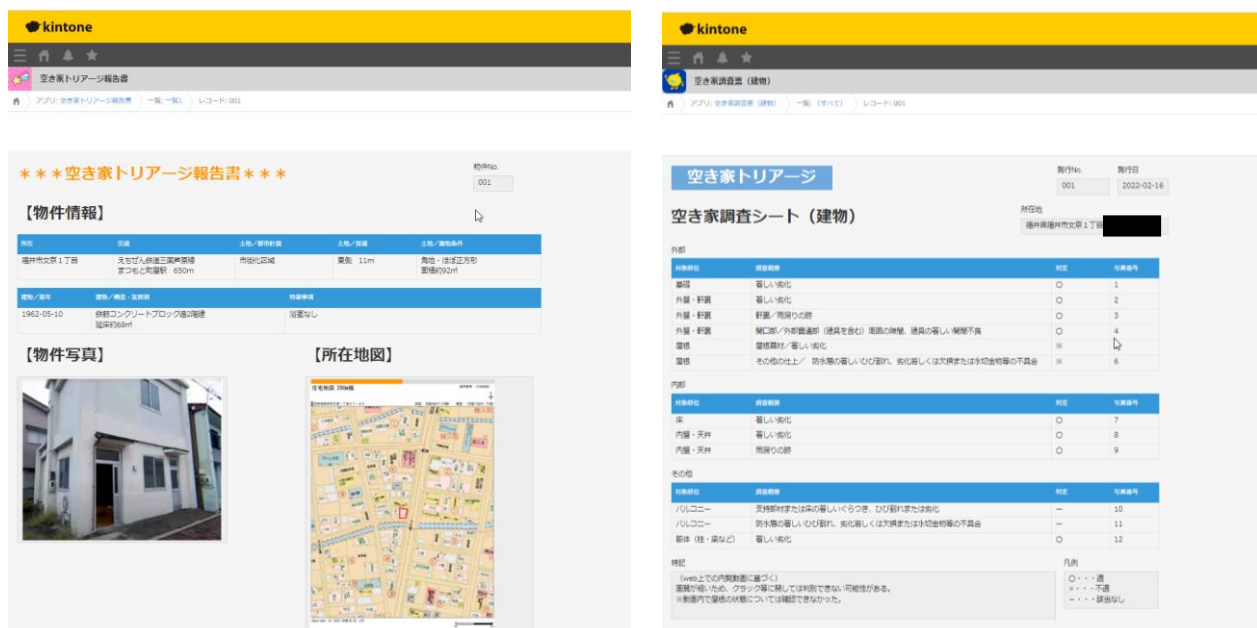 kintone
空き家トリアージ報告書
アプリ: 空き家トリアージ報告書 一覧: 一覧1 レコード: 001
＊＊＊空き家トリアージ報告書＊＊＊
物件No.
001
【物件情報】
所在 交通 土地／都市計画 土地／接道 土地／敷地条件
福井市文京１丁目 えちぜん鉄道三国芦原線 市街化区域 東側 11m 角地・ほぼ正方形
まつもと町屋駅 650m 面積約92㎡
建物／築年 建物／構造・延床面 特筆事項
1962-05-10 鉄筋コンクリートブロック造2階建 浴室なし
延床約68㎡
【物件写真】 【所在地図】
住宅地図 200m幅
kintone
空き家調査票（建物）
アプリ: 空き家調査票（建物） 一覧: （すべて） レコード: 001
空き家トリアージ
発行No. 発行日
001 2022-02-16
空き家調査シート（建物）
所在地
福井県福井市文京１丁目
外部
対象部位 調査概要 判定 写真番号
基礎 著しい劣化 ○ 1
外壁・軒裏 著しい劣化 ○ 2
外壁・軒裏 軒裏／雨漏りの跡 ○ 3
外壁・軒裏 開口部／外部貫通部（建具を含む）周囲の隙間、建具の著しい開閉不良 ○ 4
屋根 屋根葺材／著しい劣化 ※
屋根 その他の仕上／ 防水層の著しいひび割れ、劣化若しくは欠損または水切金物等の不具合 ※ 6
内部
対象部位 調査概要 判定 写真番号
床 著しい劣化 ○ 7
内壁・天井 著しい劣化 ○ 8
内壁・天井 雨漏りの跡 ○ 9
その他
対象部位 調査概要 判定 写真番号
バルコニー 支持部材または床の著しいぐらつき、ひび割れまたは劣化 － 10
バルコニー 防水層の著しいひび割れ、劣化若しくは欠損または水切金物等の不具合 － 11
躯体（柱・梁など） 著しい劣化 ○ 12
特記
（web上での内覧動画に基づく）
画質が粗いため、クラック等に関しては判別できない可能性がある。
※動画内で屋根の状態については確認できなかった。
凡例
○・・・適
×・・・不適
－・・・該当なし